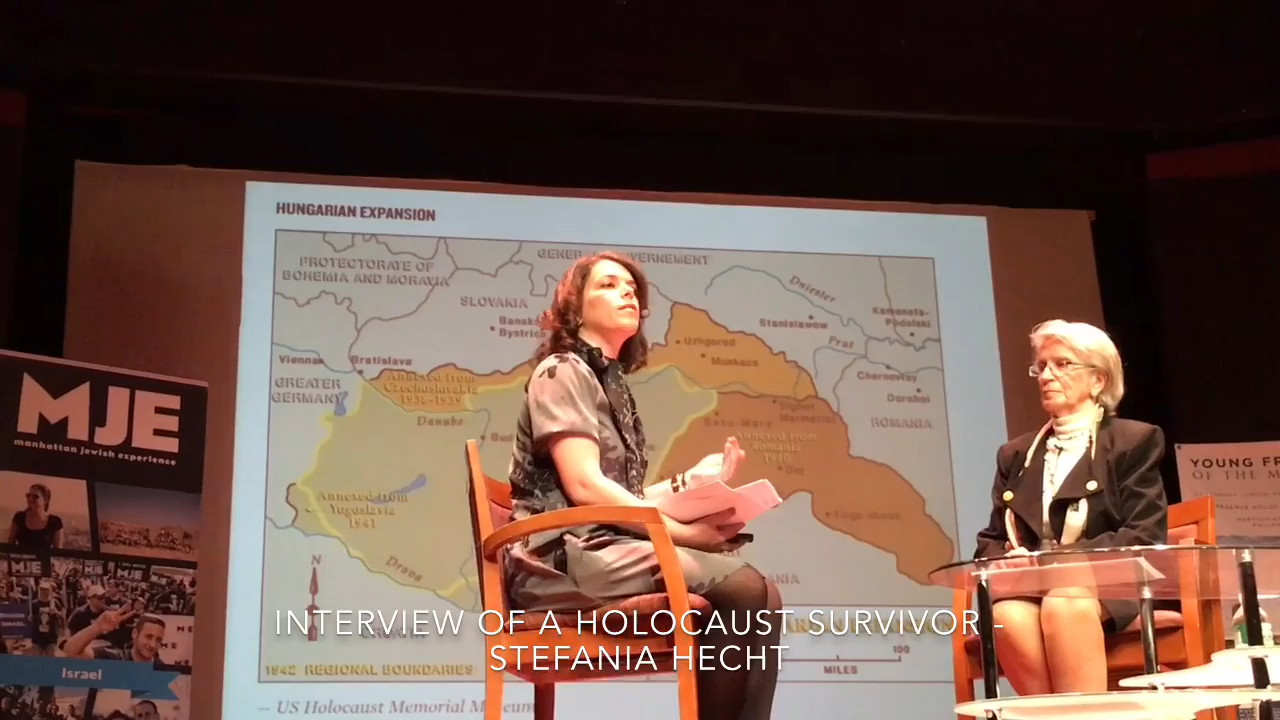 HUNGARIAN EXPANSION
PROTECTORATE OF
BOHEMIA AND MORAVIA
SLOVAKIA
Bystrica
Vienna
Bratislava
GREATER
GERMANY
Annexed from
Czechoslovakia
1938-1939
Danube
Annexed from
Yugoslavia
1941
Drava
N
Dniester
Stanislawow
Kamenets-
Podolski
Prut
Uzhgorod
Munkacs
Chernovtsy
Dorohoi
ROMANIA
Satu-Mare
Annexed from
Romania
1940
1942 REGIONAL BOUNDARIES
100
MILES
— US Holocaust Memorial
MJE
manhattan jewish experience
MJE
Israel
YOUNG FR
OF THE M
INTERVIEW OF A HOLOCAUST SURVIVOR -
STEFANIA HECHT